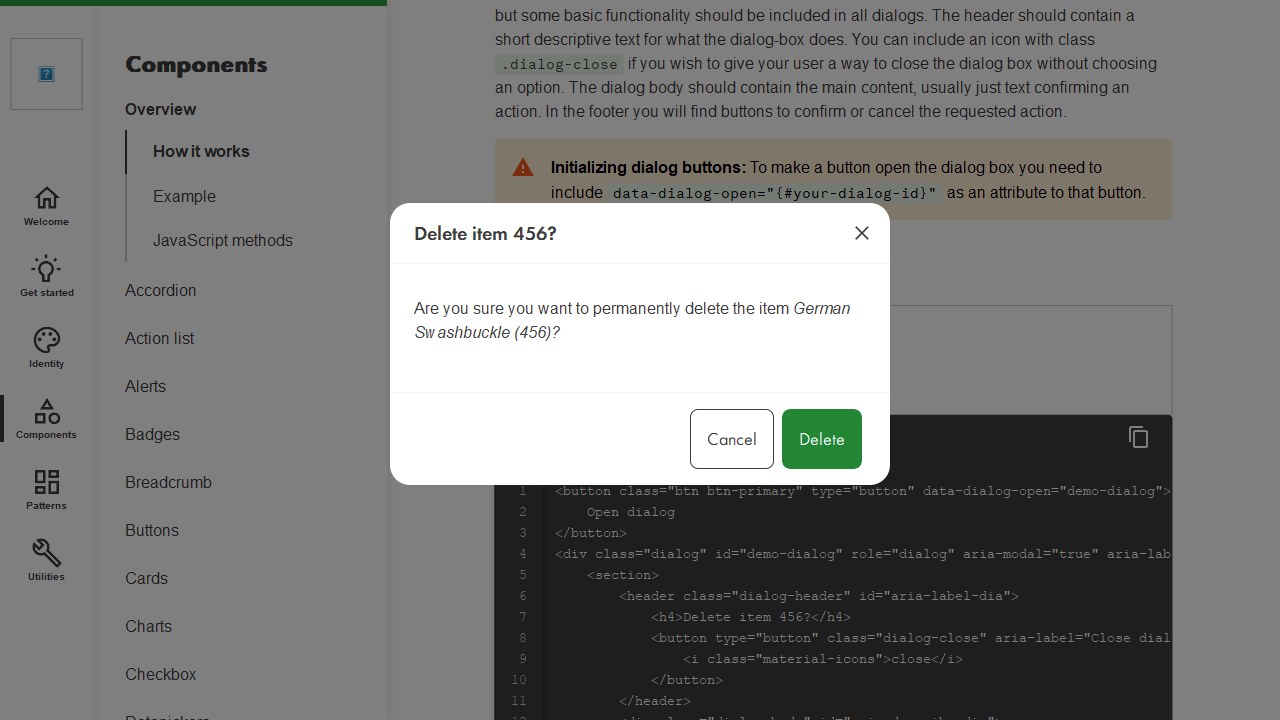 Welcome
Get started
Identity
Components
Patterns
Utilities
Components
Overview
How it works
Example
JavaScript methods
Accordion
Action list
Alerts
Badges
Breadcrumb
Buttons
Cards
Charts
Checkbox
Datepickers
but some basic functionality should be included in all dialogs. The header should contain a
short descriptive text for what the dialog-box does. You can include an icon with class
.dialog-close if you wish to give your user a way to close the dialog box without choosing
an option. The dialog body should contain the main content, usually just text confirming an
action. In the footer you will find buttons to confirm or cancel the requested action.
Initializing dialog buttons: To make a button open the dialog box you need to
include data-dialog-open="{#your-dialog-id}" as an attribute to that button.
Delete item 456?
Are you sure you want to permanently delete the item German
Swashbuckle (456)?
Cancel
Delete
1 <button class="btn btn-primary" type="button" data-dialog-open="demo-dialog">
2 Open dialog
3 </button>
4 <div class="dialog" id="demo-dialog" role="dialog" aria-modal="true" aria-lab
5 <section>
6 <header class="dialog-header" id="aria-label-dia">
7 <h4>Delete item 456?</h4>
8 <button type="button" class="dialog-close" aria-label="Close dial
9 <i class="material-icons">close</i>
10 </button>
11 </header>